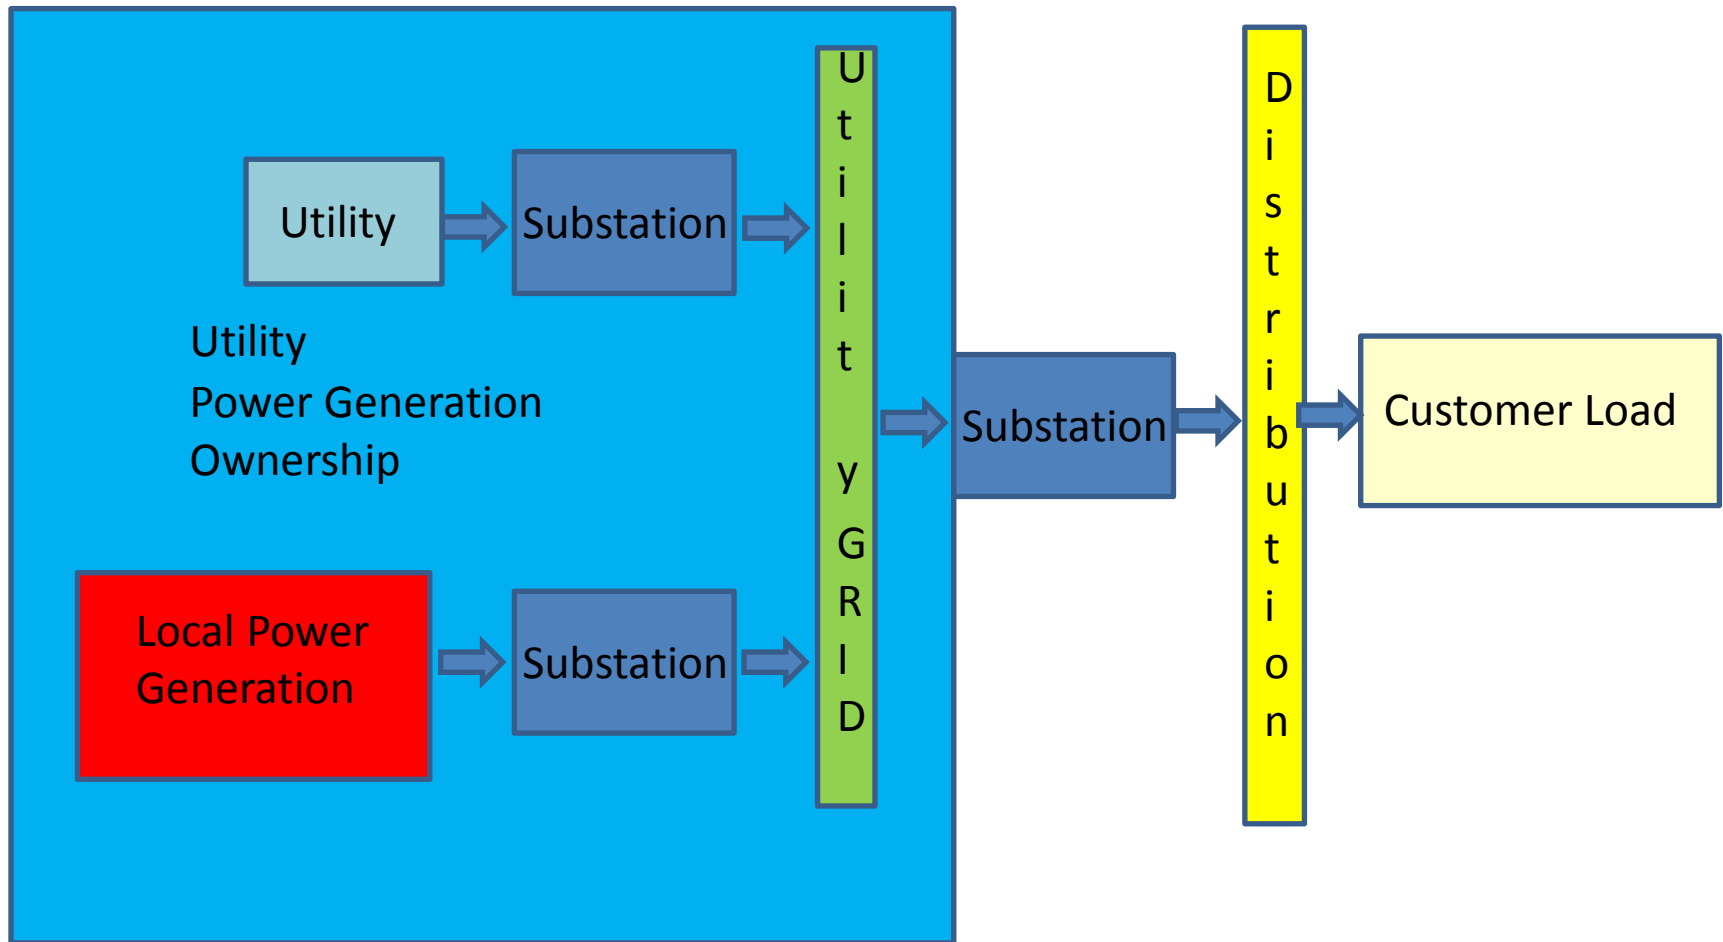 Utility
Substation
Utility
Power Generation
Ownership
Local Power
Generation
Substation
Utility GRID
Substation
Distribution
Customer Load